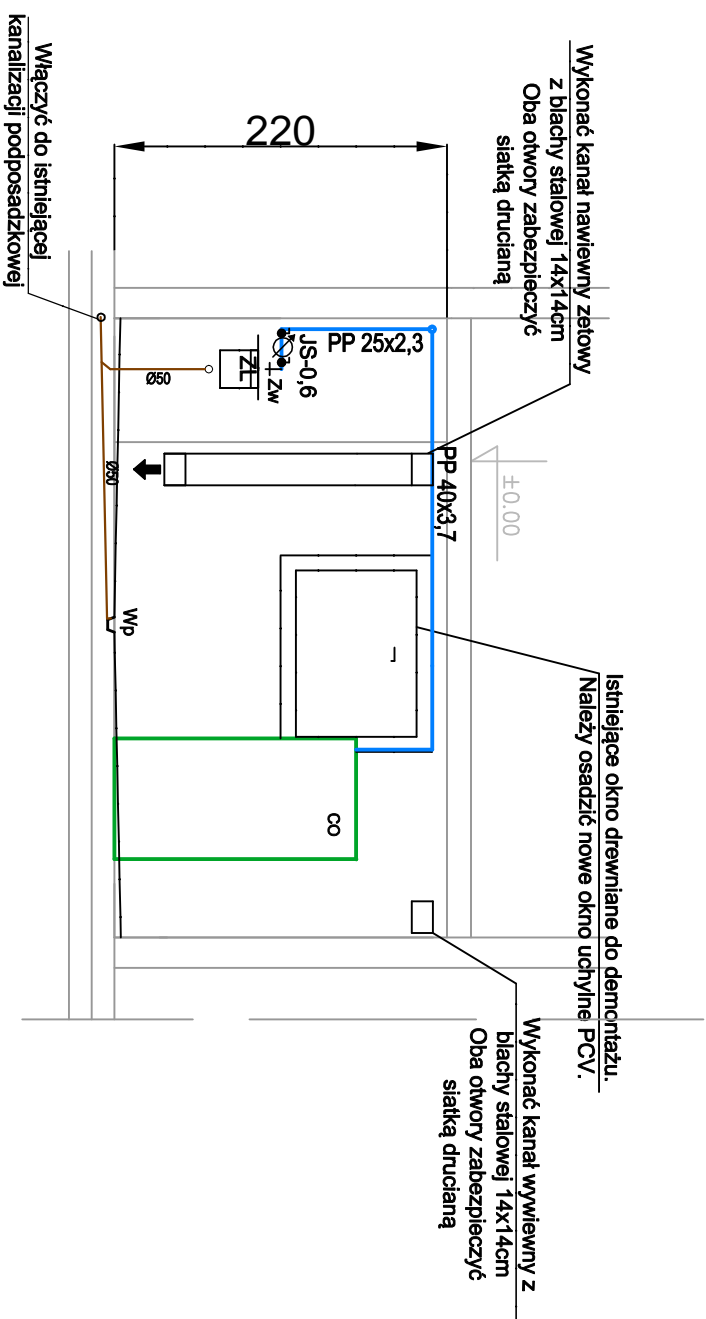 Wykonać kanał nawiewny zetowy
z blachy stalowej 14x14cm
Oba otwory zabezpieczyć
siatką drucianą
Istniejące okno drewniane do demontażu.
Należy osadzić nowe okno uchylne PCV.
Wykonać kanał wywiewny z
blachy stalowej 14x14cm
Oba otwory zabezpieczyć
siatką drucianą
±0.00
220
PP 40x3,7
PP 25x2,3
JS-0,6
zw
ZL
Ø50
Ø50
Wp
co
Włączyć do istniejącej
kanalizacji podposadzkowej